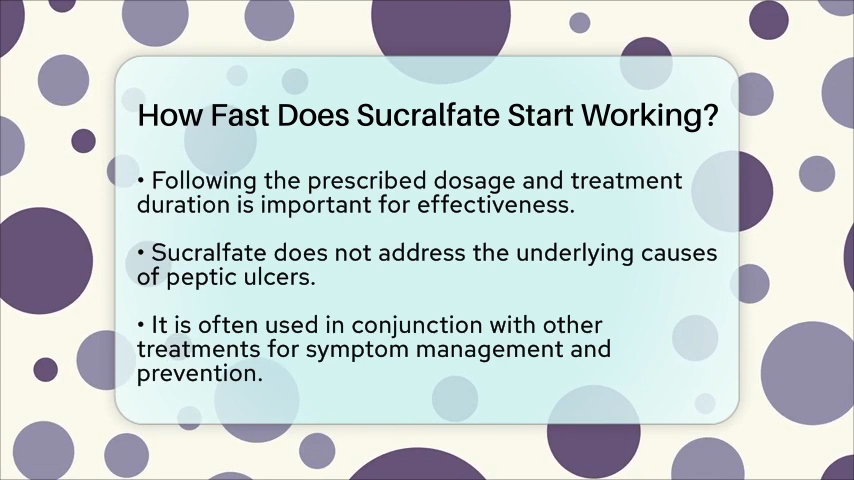 How Fast Does Sucralfate Start Working?
• Following the prescribed dosage and treatment
duration is important for effectiveness.
• Sucralfate does not address the underlying causes
of peptic ulcers.
• It is often used in conjunction with other
treatments for symptom management and
prevention.